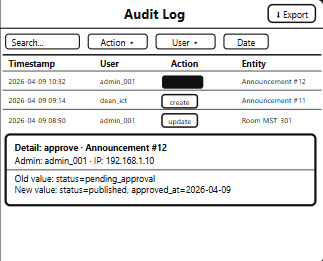 Audit Log
⬇ Export
Search...
Action ▾
User ▾
Date
Timestamp User Action Entity
2026-04-09 10:32 admin_001 Announcement #12
2026-04-09 09:14 dean_ict create Announcement #11
2026-04-09 08:50 admin_001 update Room MST-301
Detail: approve · Announcement #12
Admin: admin_001 · IP: 192.168.1.10
Old value: status=pending_approval
New value: status=published, approved_at=2026-04-09